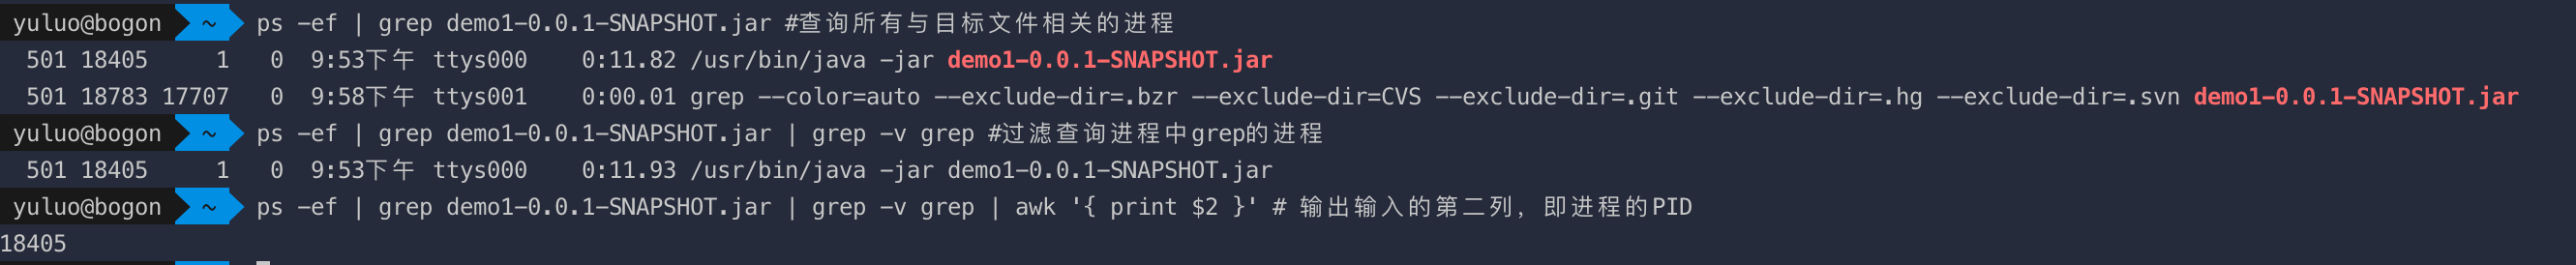 yuluo@bogon ~ ps -ef | grep demo1-0.0.1-SNAPSHOT.jar #查询所有与目标文件相关的进程
501 18405 1 0 9:53下午 ttys000 0:11.82 /usr/bin/java -jar demo1-0.0.1-SNAPSHOT.jar
501 18783 17707 0 9:58下午 ttys001 0:00.01 grep --color=auto --exclude-dir=.bzr --exclude-dir=CVS --exclude-dir=.git --exclude-dir=.hg --exclude-dir=.svn demo1-0.0.1-SNAPSHOT.jar
yuluo@bogon ~ ps -ef | grep demo1-0.0.1-SNAPSHOT.jar | grep -v grep #过滤查询进程中grep的进程
501 18405 1 0 9:53下午 ttys000 0:11.93 /usr/bin/java -jar demo1-0.0.1-SNAPSHOT.jar
yuluo@bogon ~ ps -ef | grep demo1-0.0.1-SNAPSHOT.jar | grep -v grep | awk '{ print $2 }' # 输出输入的第二列，即进程的PID
18405